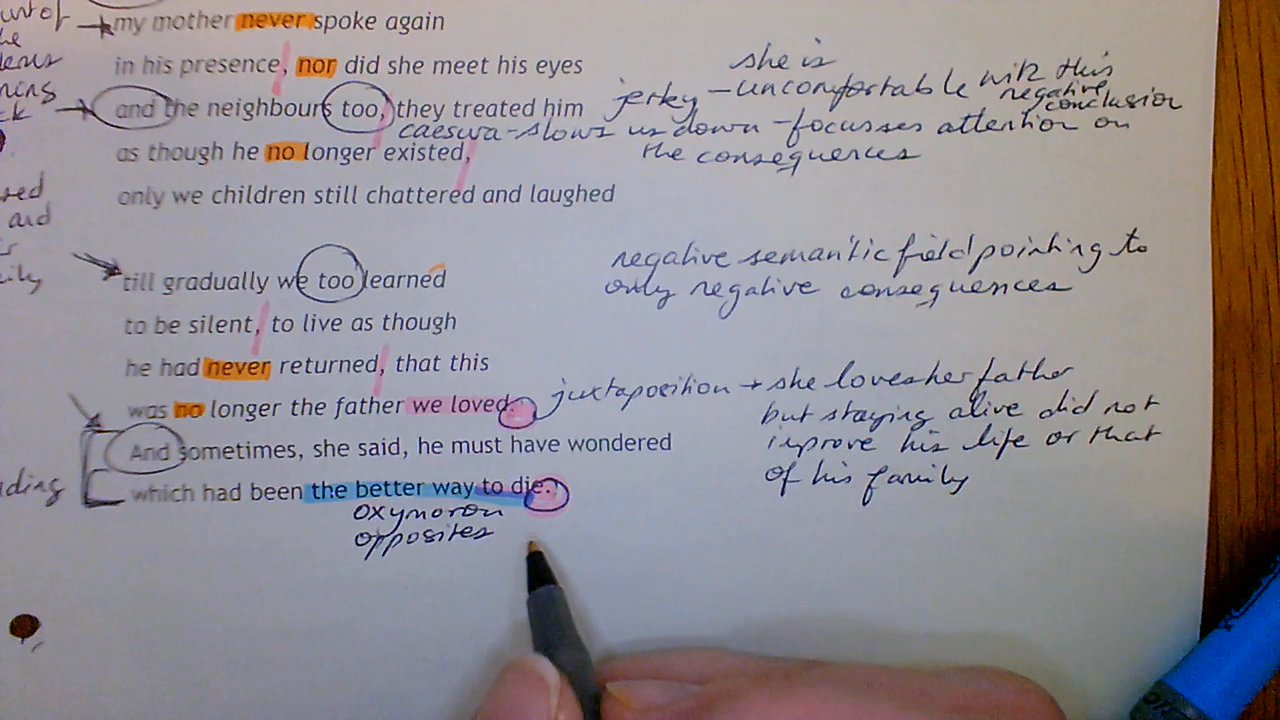 my mother never spoke again
in his presence, nor did she meet his eyes
she is
and the neighbours too, they treated him
jerky - uncomfortable with this
negative
conclusion
caesura - slows us down - focusses attention on
the consequences
as though he no longer existed,
only we children still chattered and laughed
till gradually we too learned
negative semantic field pointing to
only negative consequences
to be silent, to live as though
he had never returned, that this
was no longer the father we loved.
juxtaposition → she loves her father
but staying alive did not
improve his life or that
of his family
And sometimes, she said, he must have wondered
which had been the better way to die.
oxymoron
opposites